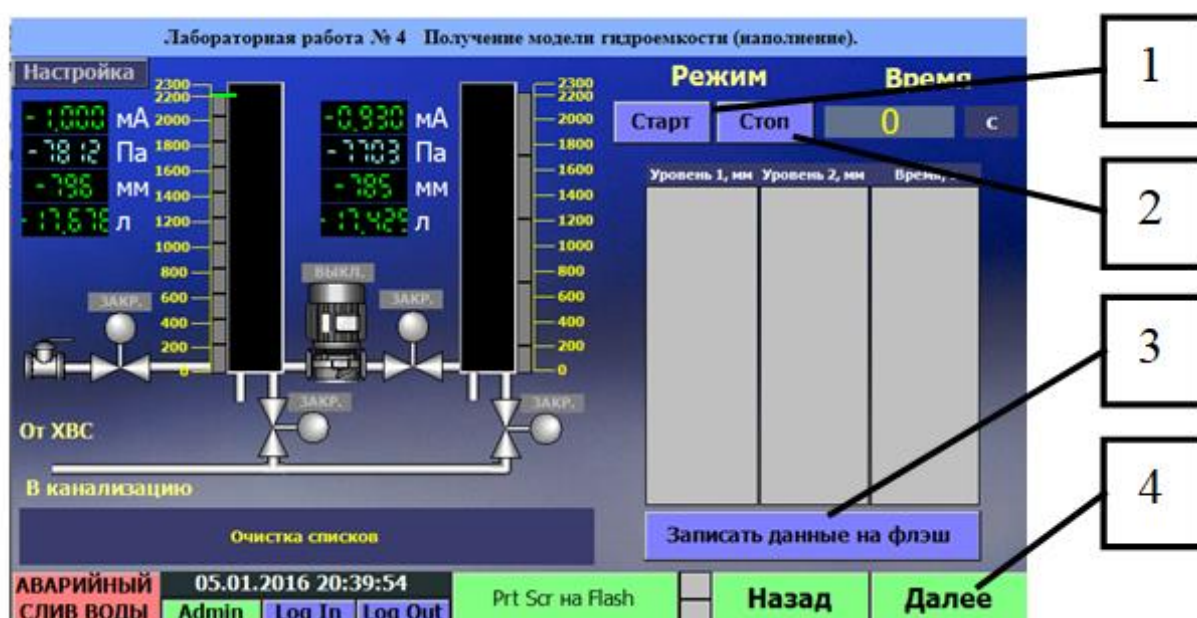 Лабораторная работа № 4 Получение модели гидроемкости (наполнение).
Настройка
Режим
Время
Старт
Стоп
0
с
1
2
3
4
-1,000 мА
-7812 Па
-796 мм
-17,676 л
-0,930 мА
-7703 Па
-785 мм
-17,429 л
2300
2200
2000
1800
1600
1400
1200
1000
800
600
400
200
0
2300
2200
2000
1800
1600
1400
1200
1000
800
600
400
200
0
Уровень 1, мм Уровень 2, мм Время,
ВЫКЛ.
ЗАКР.
ЗАКР.
ЗАКР.
ЗАКР.
От ХВС
В канализацию
Очистка списков
Записать данные на флэш
АВАРИЙНЫЙ
СЛИВ ВОДЫ
05.01.2016 20:39:54
Admin
Log In
Log Out
Prt Scr на Flash
Назад
Далее